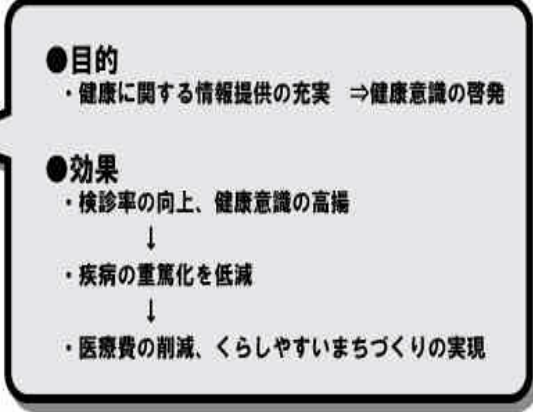 ●目的
・健康に関する情報提供の充実　⇒健康意識の啓発
●効果
・検診率の向上、健康意識の高揚
↓
・疾病の重篤化を低減
↓
・医療費の削減、くらしやすいまちづくりの実現